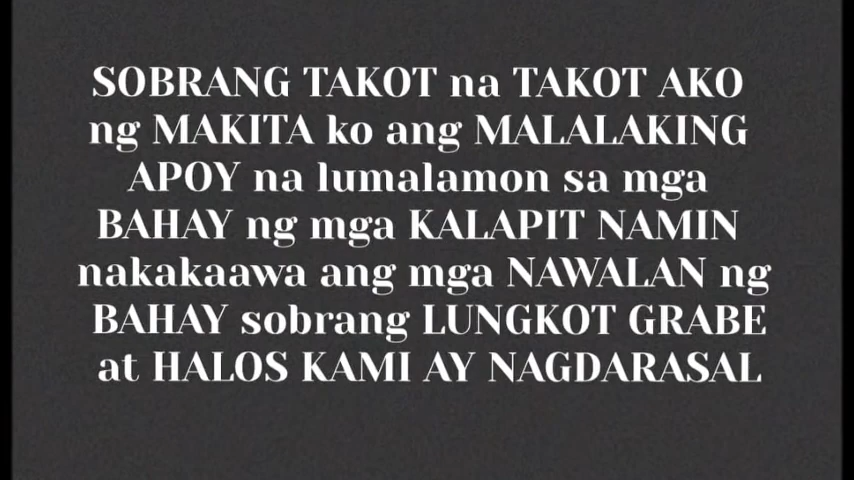 SOBRANG TAKOT na TAKOT AKO
ng MAKITA ko ang MALALAKING
APOY na lumalamon sa mga
BAHAY ng mga KALAPIT NAMIN
nakakaawa ang mga NAWALAN ng
BAHAY sobrang LUNGKOT GRABE
at HALOS KAMI AY NAGDARASAL